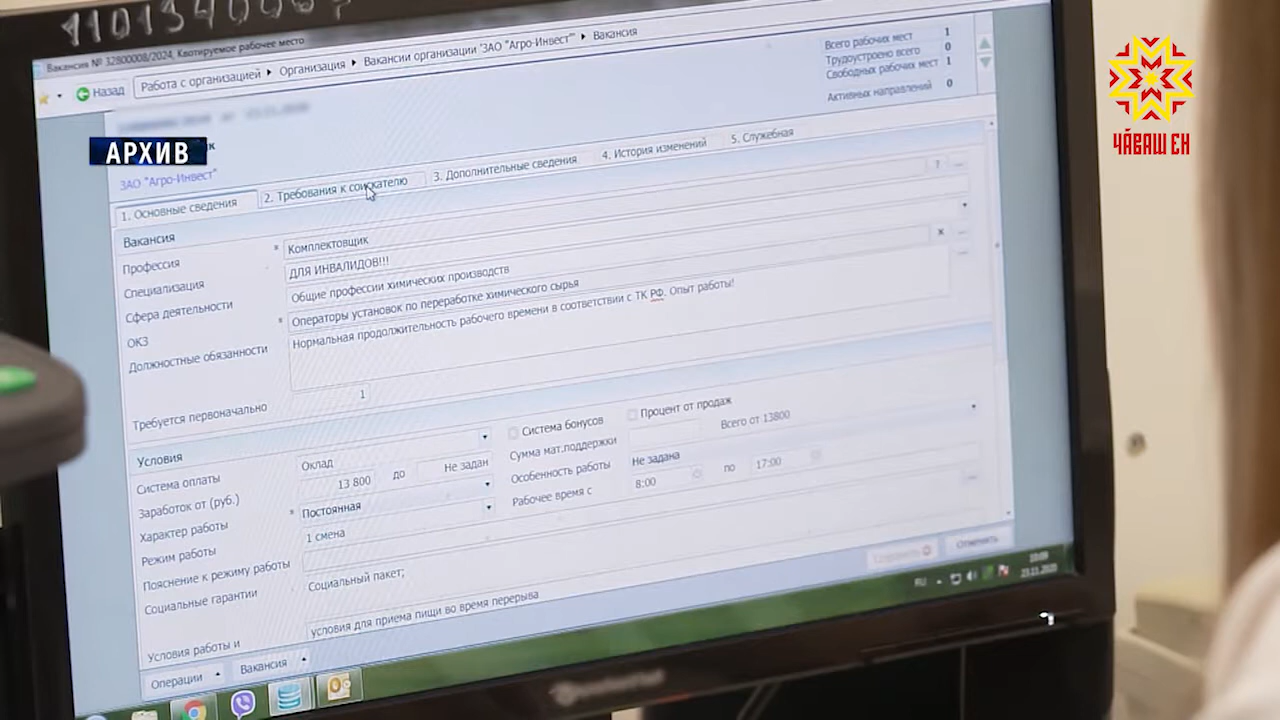 Вакансия № 32800008/2024, Квотируемое рабочее место
Назад
Работа с организацией
Организация
Вакансии организации 'ЗАО "Агро-Инвест"'
Вакансия
Всего рабочих мест 1
Трудоустроено всего 0
Свободных рабочих мест 1
Активных направлений 0
ЧӐВАШ ЕН
АРХИВ
ЗАО "Агро-Инвест"
1. Основные сведения
2. Требования к соискателю
3. Дополнительные сведения
4. История изменений
5. Служебная
Вакансия
Профессия Комплектовщик
Специализация ДЛЯ ИНВАЛИДОВ!!!
Сфера деятельности Общие профессии химических производств
ОКЗ Операторы установок по переработке химического сырья
Должностные обязанности Нормальная продолжительность рабочего времени в соответствии с ТК РФ. Опыт работы!
Требуется первоначально 1
Условия
Система оплаты Оклад
Система бонусов
Процент от продаж
Заработок от (руб.) 13 800 до Не задан
Сумма мат.поддержки
Всего от 13800
Характер работы Постоянная
Особенность работы Не задана
Режим работы 1 смена
Рабочее время с 8:00 по 17:00
Пояснение к режиму работы
Социальные гарантии Социальный пакет;
Условия работы и условия для приема пищи во время перерыва
Отменить
Операции
Вакансия
RU